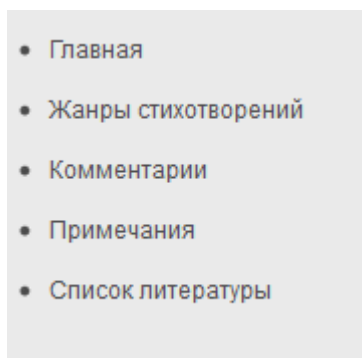 Главная
Жанры стихотворений
Комментарии
Примечания
Список литературы